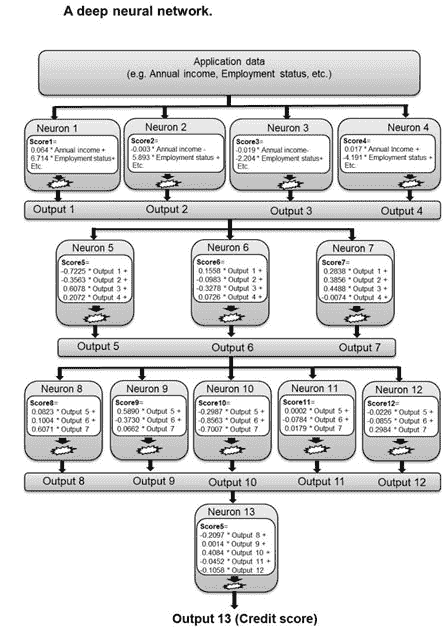 A deep neural network.
Application data
(e.g. Annual income, Employment status, etc.)
Neuron 1
Score1=
0.064 * Annual income +
6.714 * Employment status+
Etc.
Neuron 2
Score2=
-0.003 * Annual income -
5.893 * Employment status +
Etc.
Neuron 3
Score3=
-0.019* Annual income-
-2.204 * Employment status+
Etc.
Neuron 4
Score4=
0.017 * Annual Income +
-4.191 * Employment status+
Etc.
Output 1
Output 2
Output 3
Output 4
Neuron 5
Score5=
-0.7225 * Output 1 +
-0.3563 * Output 2 +
0.6078 * Output 3 +
0.2072 * Output 4 +
Neuron 6
Score6=
0.1558 * Output 1 +
-0.0983 * Output 2 +
-0.3278 * Output 3 +
0.0726 * Output 4 +
Neuron 7
Score7=
0.2838 * Output 1 +
0.3856 * Output 2 +
0.4488 * Output 3 +
-0.0074 * Output 4 +
Output 5
Output 6
Output 7
Neuron 8
Score8=
0.0823 * Output 5 +
0.1004 * Output 6 +
0.6071 * Output 7
Neuron 9
Score9=
0.5890 * Output 5 +
-0.3730 * Output 6 +
0.0662 * Output 7
Neuron 10
Score10=
-0.2987 * Output 5 +
-0.8563 * Output 6 +
-0.7007 * Output 7
Neuron 11
Score11=
0.0002 * Output 5 +
-0.0784 * Output 6 +
0.0179 * Output 7
Neuron 12
Score12=
-0.0226 * Output 5 +
-0.0855 * Output 6 +
0.2984 * Output 7
Output 8
Output 9
Output 10
Output 11
Output 12
Neuron 13
Score5=
-0.2097 * Output 8 +
0.0014 * Output 9 +
0.4084 * Output 10 +
-0.0452 * Output 11 +
-0.1058 * Output 12
Output 13 (Credit score)